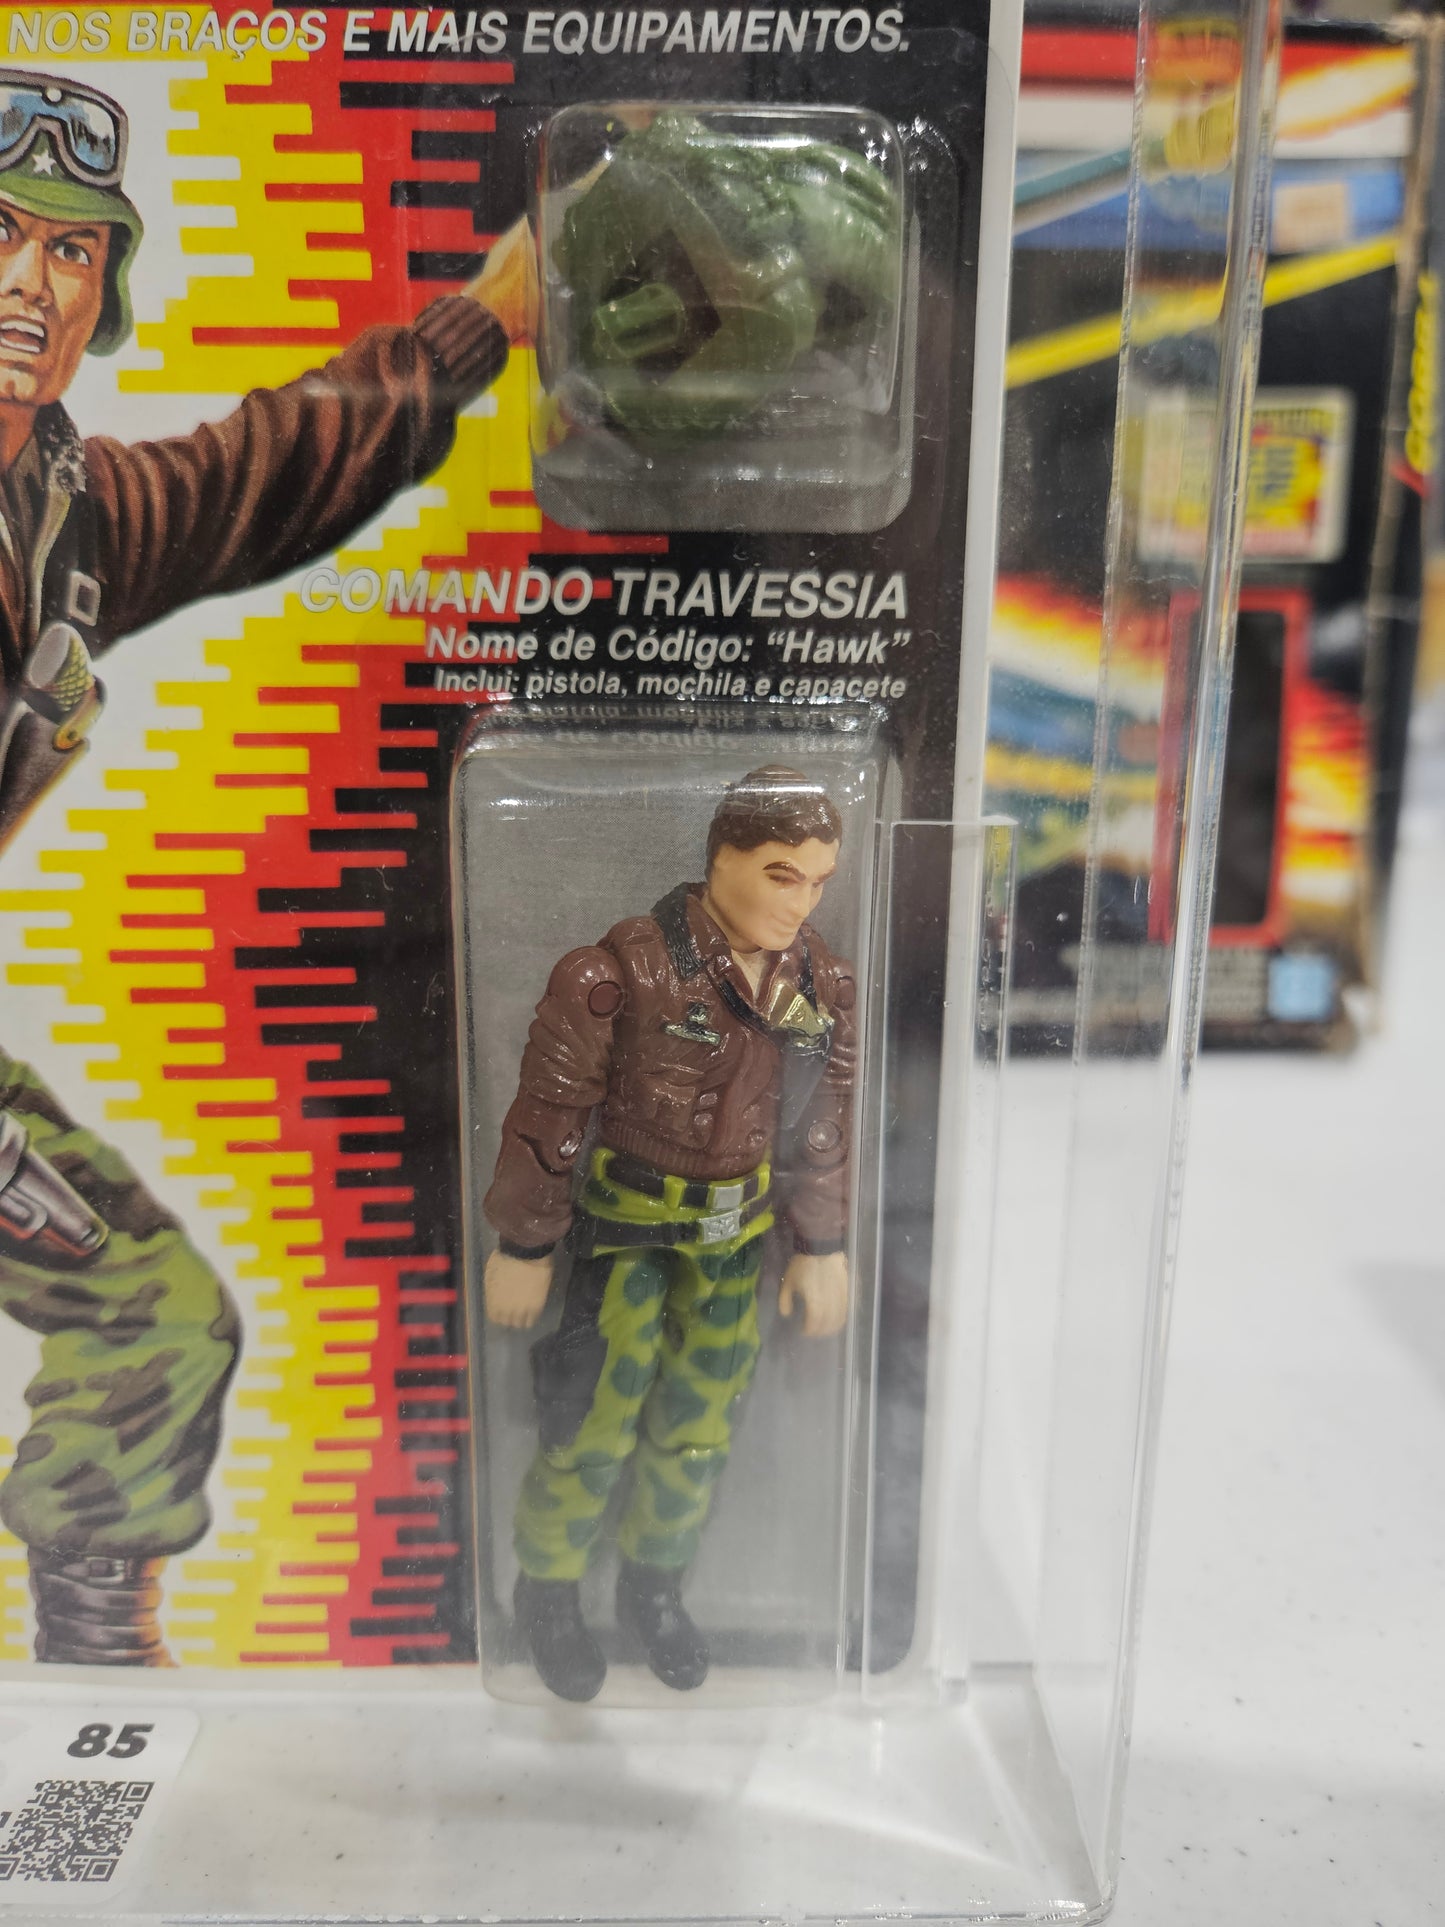 NOS BRAÇOS E MAIS EQUIPAMENTOS.
COMANDO TRAVESSIA
Nome de Código: “Hawk”
Inclui: pistola, mochila e capacete
85